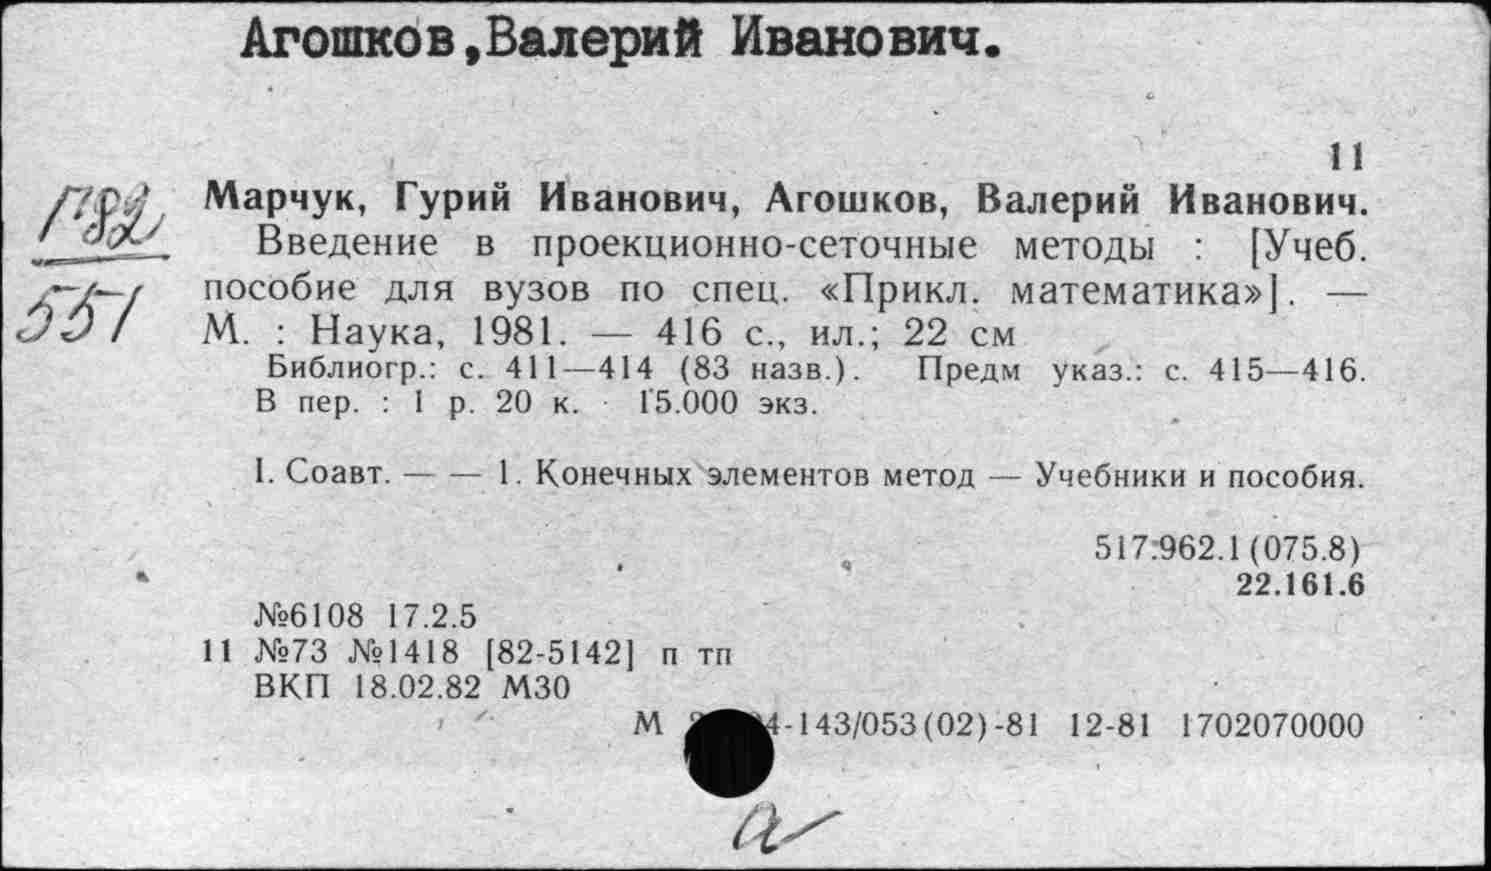 Агошков,Валерий Иванович.
11
Г'82
551
Марчук, Гурий Иванович, Агошков, Валерий Иванович.
Введение в проекционно-сеточные методы : [Учеб.
пособие для вузов по спец. «Прикл. математика»]. —
М. : Наука, 1981. — 416 с., ил.; 22 см
Библиогр.: с. 411—414 (83 назв.). Предм указ.: с. 415—416.
В пер. : 1 р. 20 к. 15.000 экз.
I. Соавт. — — 1. Конечных элементов метод — Учебники и пособия.
517:962.1(075.8)
22.161.6
№6108 17.2.5
11 №73 №1418 [82-5142] п тп
ВКП 18.02.82 М30
М 4-143/053(02)-81 12-81 1702070000
а